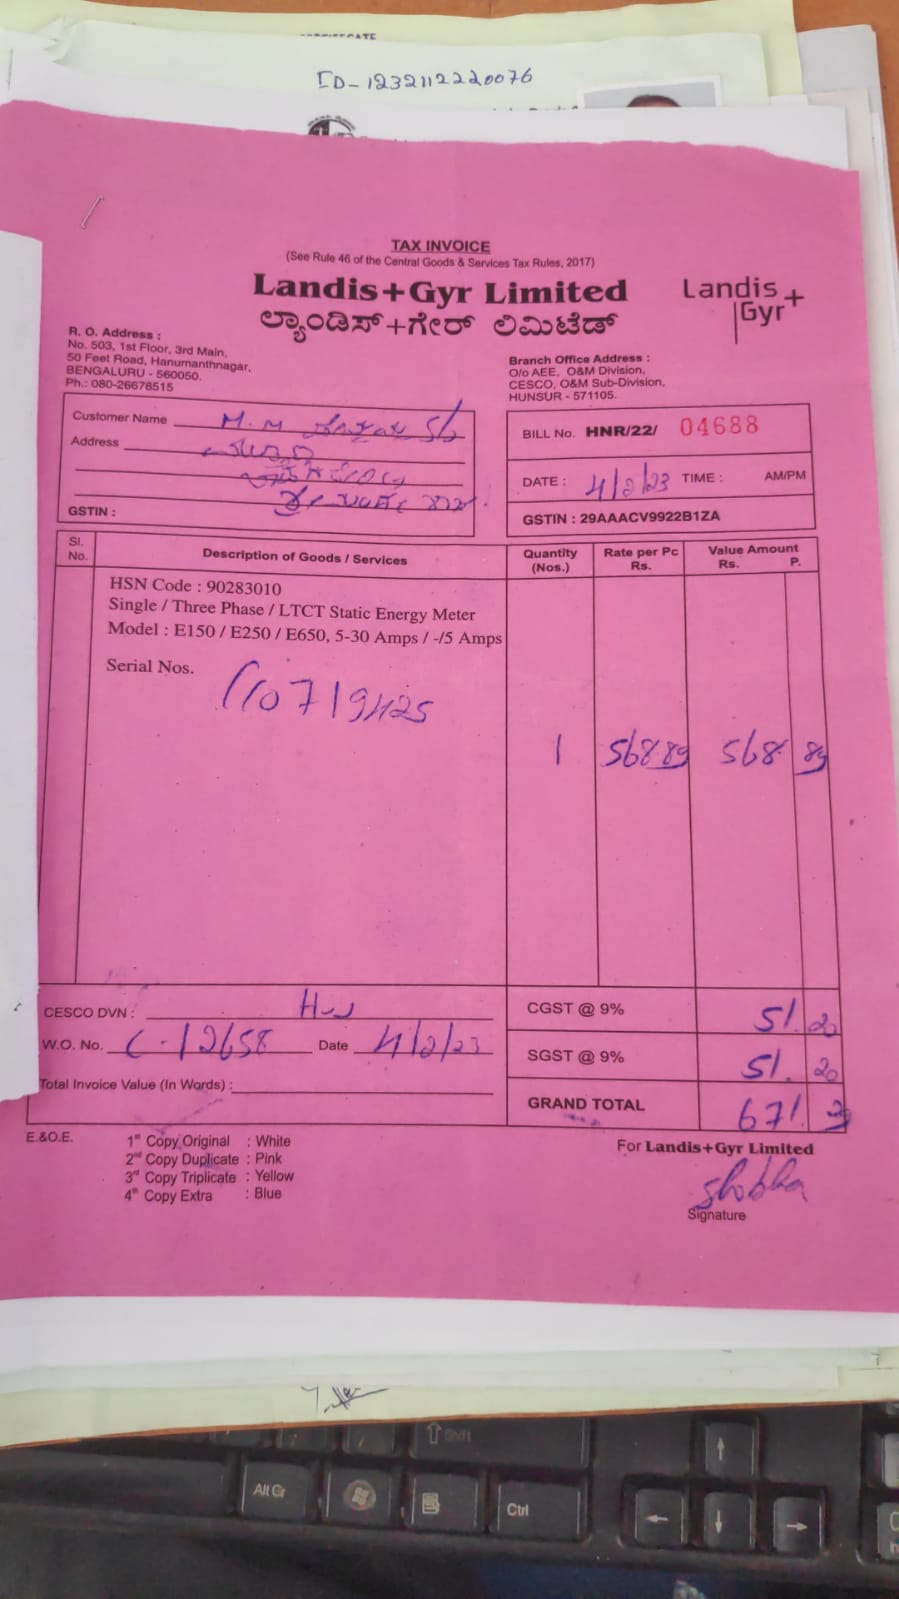 ID-1232112220076
TAX INVOICE
(See Rule 46 of the Central Goods & Services Tax Rules, 2017)
Landis+Gyr Limited
ಲ್ಯಾಂಡಿಸ್+ಗೇರ್ ಲಿಮಿಟೆಡ್
Landis
Gyr+
R. O. Address :
No. 503, 1st Floor, 3rd Main,
50 Feet Road, Hanumanthnagar,
BENGALURU - 560050.
Ph.: 080-26678515
Branch Office Address :
O/o AEE, O&M Division,
CESCO, O&M Sub-Division,
HUNSUR - 571105.
Customer Name M.M S/o
Address
GSTIN :
BILL No. HNR/22/ 04688
DATE : 4/2/23 TIME : AM/PM
GSTIN : 29AAACV9922B1ZA
Sl. No. Description of Goods / Services Quantity (Nos.) Rate per Pc Rs. Value Amount Rs. P.
HSN Code : 90283010
Single / Three Phase / LTCT Static Energy Meter
Model : E150 / E250 / E650, 5-30 Amps / -/5 Amps
Serial Nos.
110719425
1 568.89 568. 89
CESCO DVN :
CGST @ 9% 51. 20
W.O. No. C-12658 Date 4/2/23
SGST @ 9% 51. 20
Total Invoice Value (In Words) :
GRAND TOTAL 671.
E.&O.E.
1st Copy Original : White
2nd Copy Duplicate : Pink
3rd Copy Triplicate : Yellow
4th Copy Extra : Blue
For Landis+Gyr Limited
Shobha
Signature
Shift
Alt Gr
Ctrl